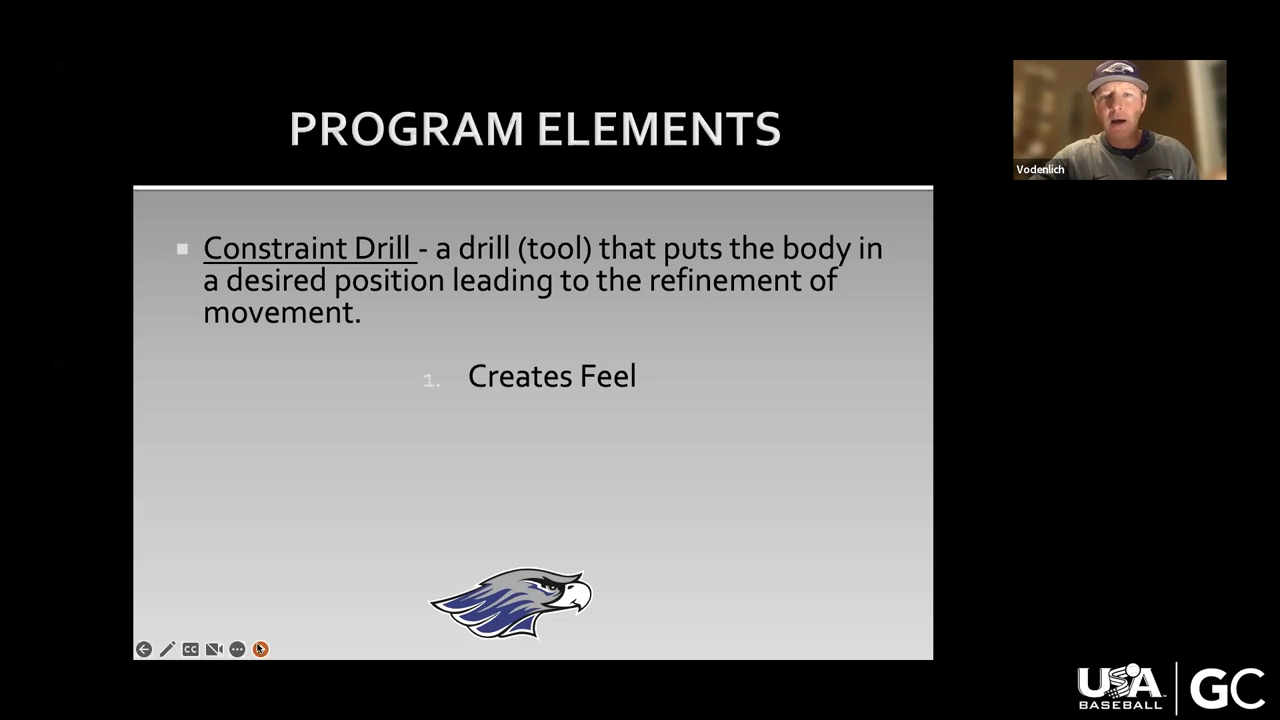 PROGRAM ELEMENTS
Vodenlich
Constraint Drill - a drill (tool) that puts the body in
a desired position leading to the refinement of
movement.
1. Creates Feel
CC
USA
BASEBALL
GC